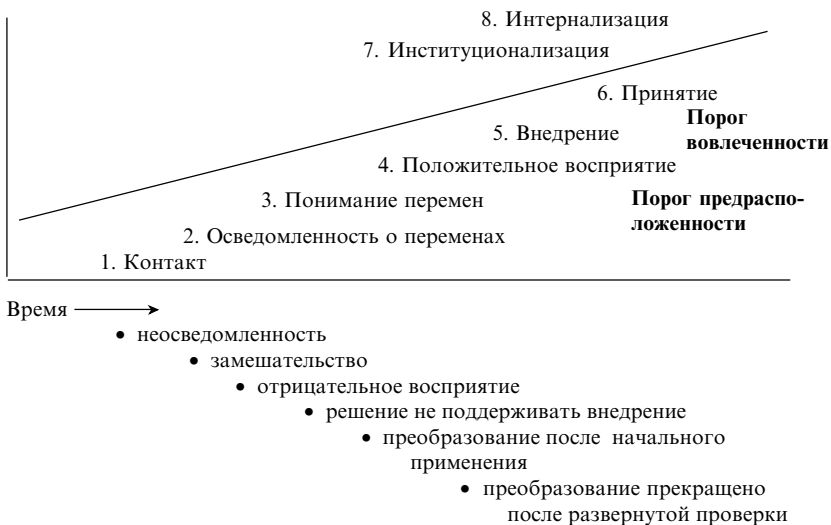 8. Интернализация
7. Институционализация
6. Принятие
Порог
вовлеченности
5. Внедрение
4. Положительное восприятие
3. Понимание перемен
Порог предраспо-
ложенности
2. Осведомленность о переменах
1. Контакт
Время
• неосведомленность
• замешательство
• отрицательное восприятие
• решение не поддерживать внедрение
• преобразование после начального
применения
• преобразование прекращено
после развернутой проверки